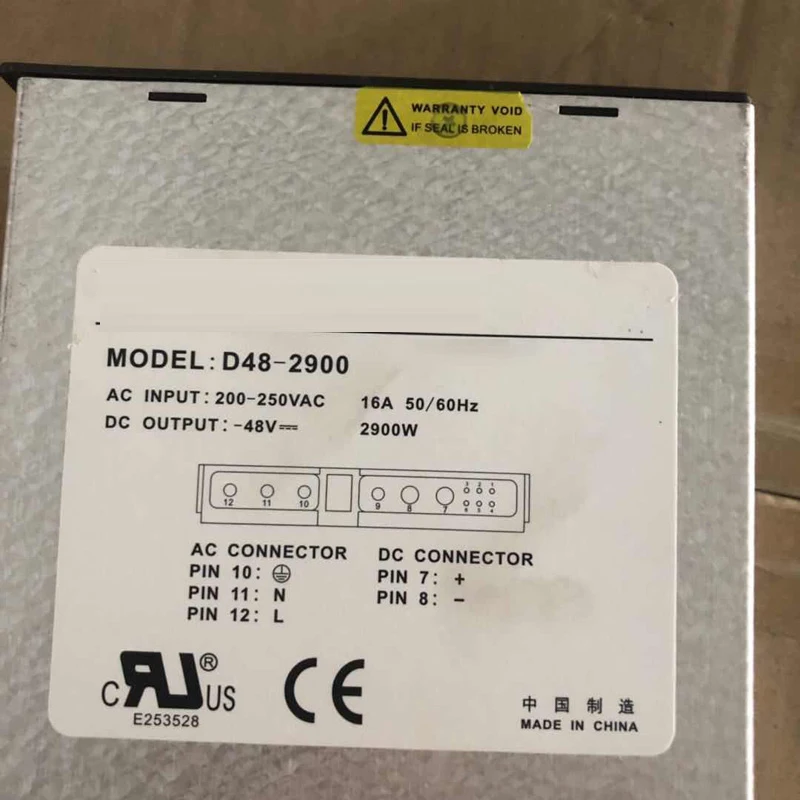 WARRANTY VOID
IF SEAL IS BROKEN
MODEL: D48-2900
AC INPUT: 200-250VAC 16A 50/60Hz
DC OUTPUT: -48V⎓ 2900W
3 2 1
12 11 10 9 8 7 6 5 4
AC CONNECTOR DC CONNECTOR
PIN 10: ⏚ PIN 7: +
PIN 11: N PIN 8: −
PIN 12: L
C RU ® US CE
E253528
中国制造
MADE IN CHINA